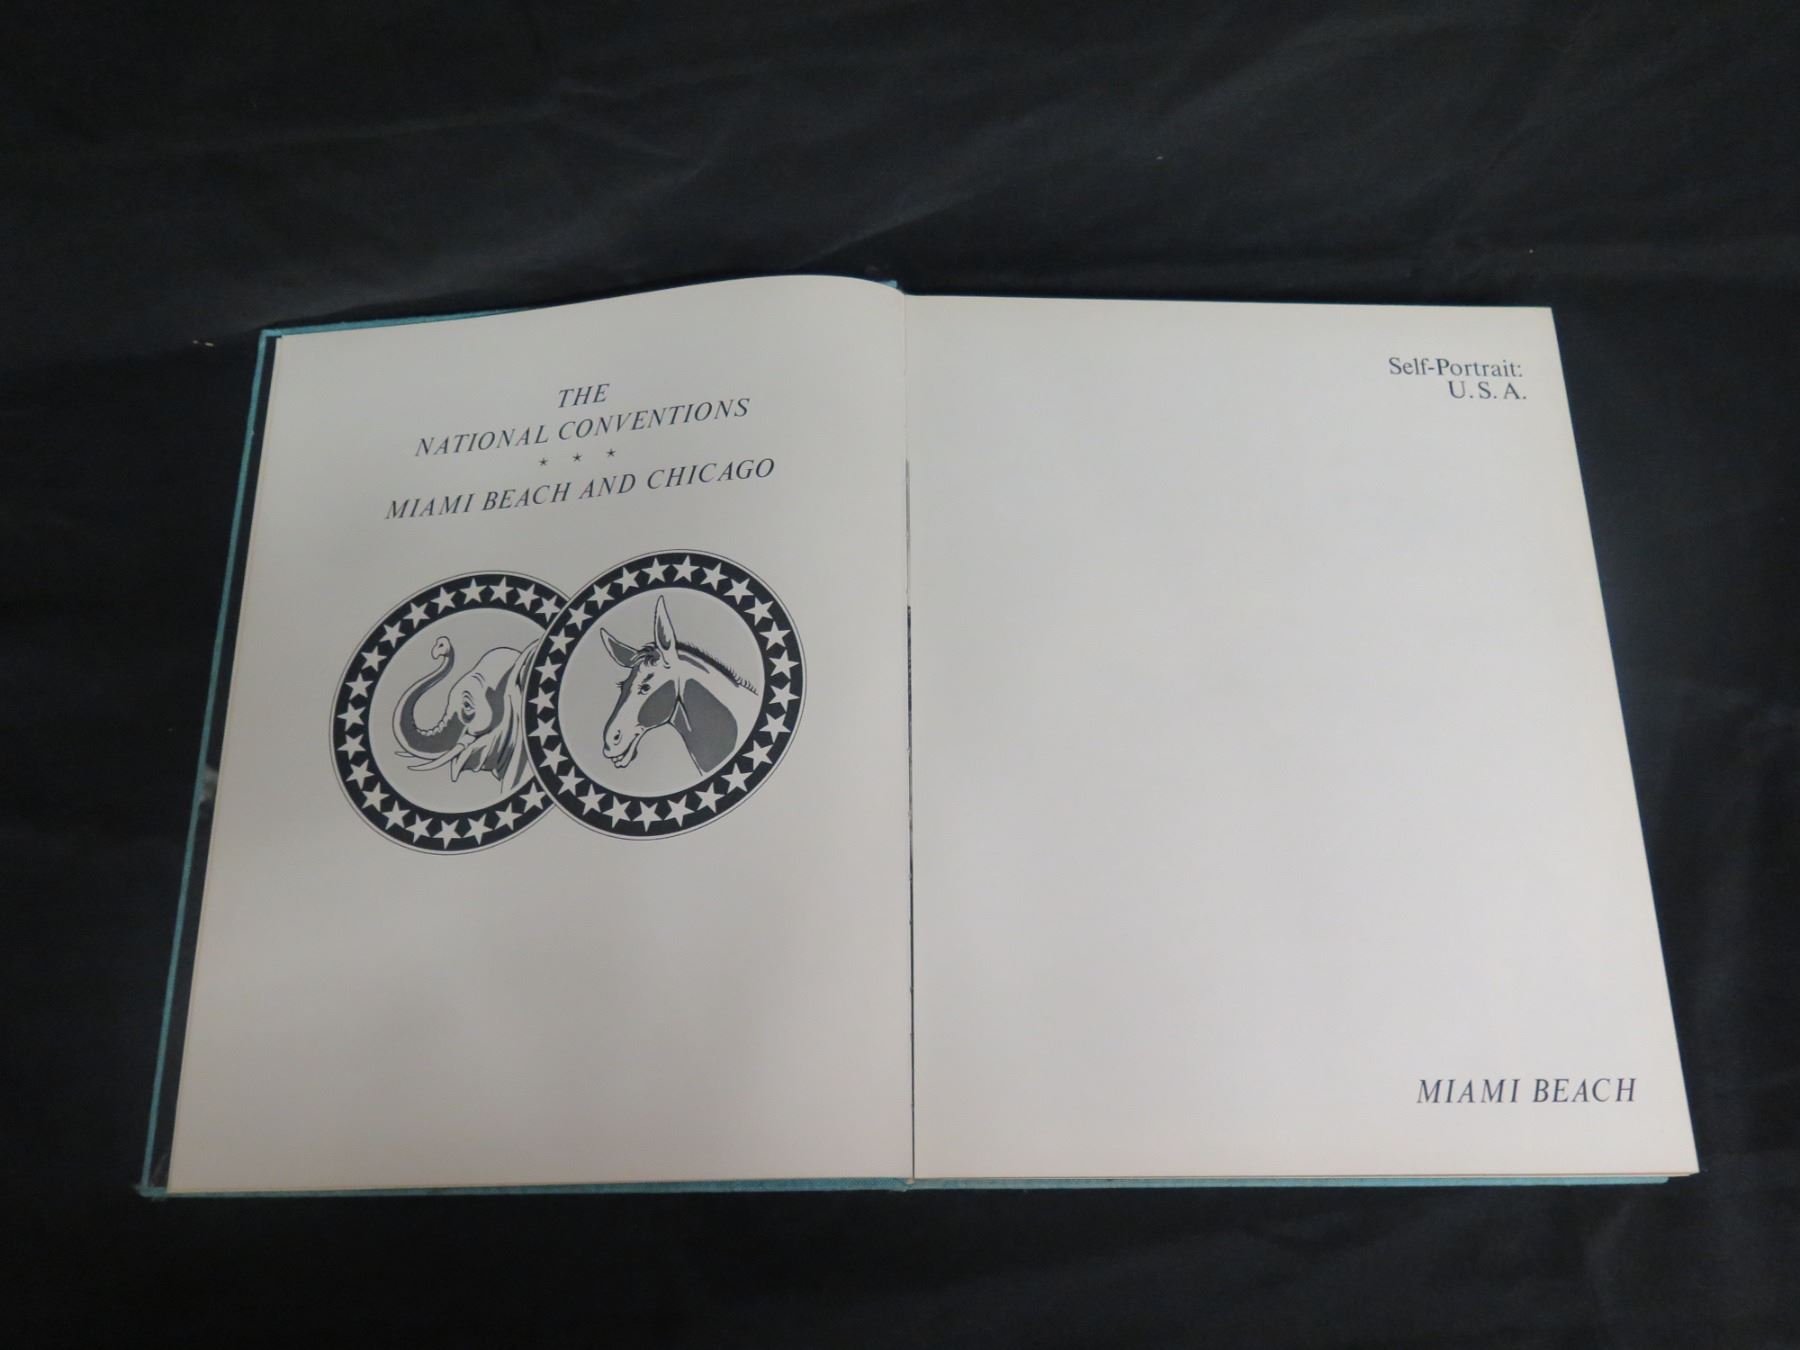 THE
NATIONAL CONVENTIONS
★ ★ ★
MIAMI BEACH AND CHICAGO
Self-Portrait:
U.S.A.
MIAMI BEACH